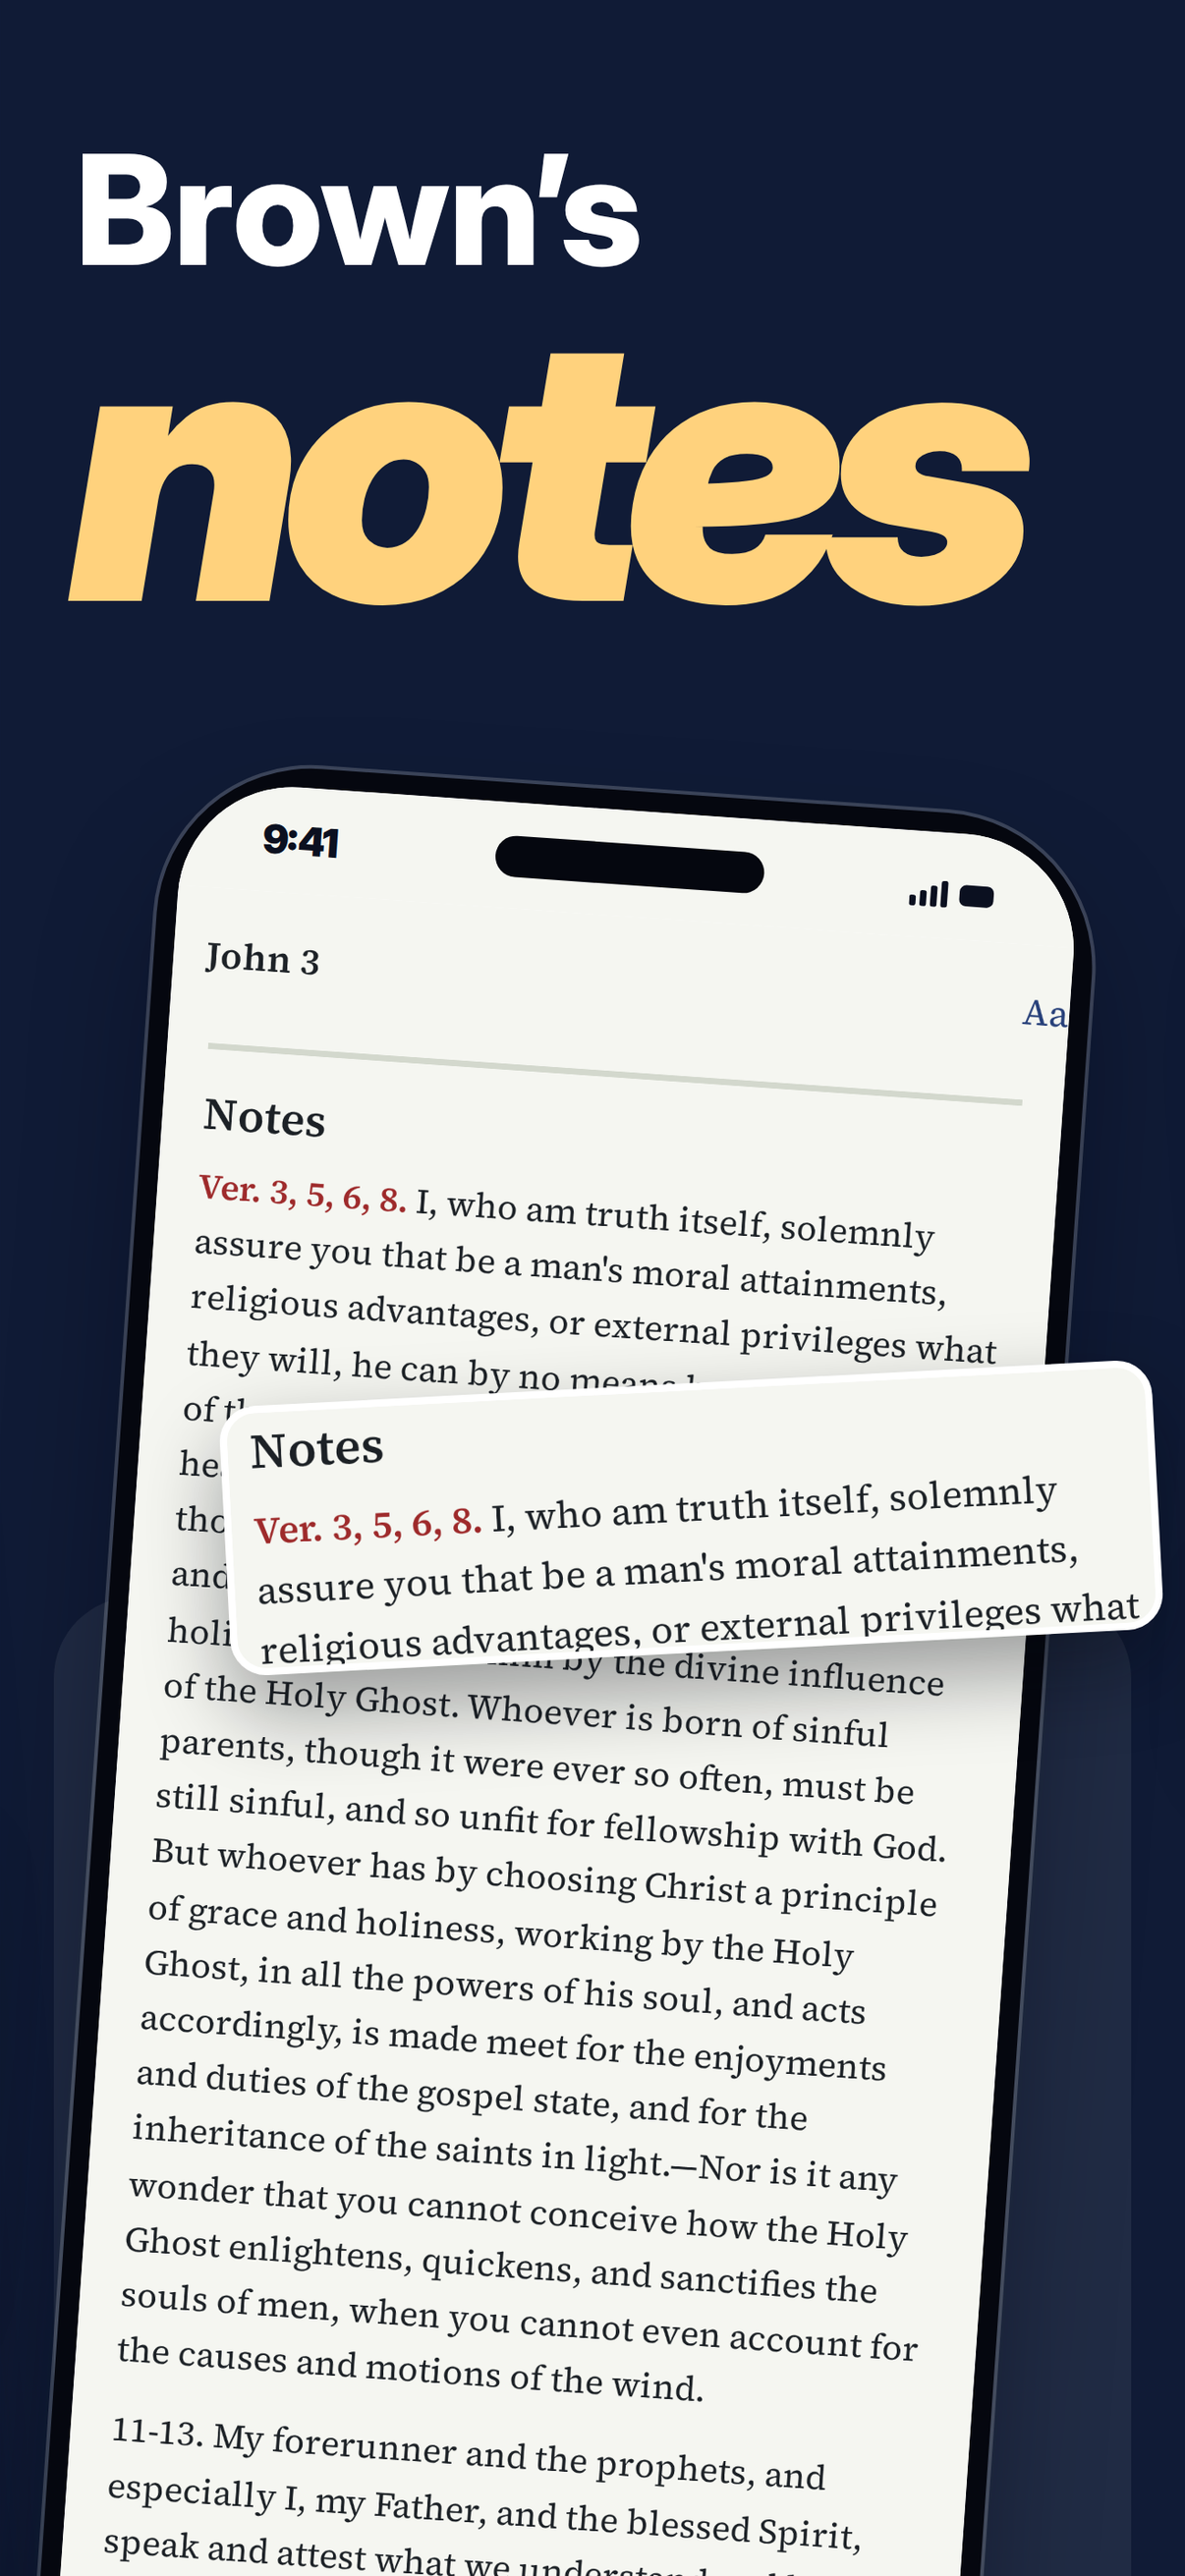 Brown’s
notes
9:41
John 3
Aa
Notes
Ver. 3, 5, 6, 8. I, who am truth itself, solemnly
assure you that be a man's moral attainments,
religious advantages, or external privileges what
they will, he can by no means
of
Notes
Ver. 3, 5, 6, 8. I, who am truth itself, solemnly
assure you that be a man's moral attainments,
religious advantages, or external privileges what
and
by the divine influence
of the Holy Ghost. Whoever is born of sinful
parents, though it were ever so often, must be
still sinful, and so unfit for fellowship with God.
But whoever has by choosing Christ a principle
of grace and holiness, working by the Holy
Ghost, in all the powers of his soul, and acts
accordingly, is made meet for the enjoyments
and duties of the gospel state, and for the
inheritance of the saints in light.—Nor is it any
wonder that you cannot conceive how the Holy
Ghost enlightens, quickens, and sanctifies the
souls of men, when you cannot even account for
the causes and motions of the wind.
11-13. My forerunner and the prophets, and
especially I, my Father, and the blessed Spirit,
speak and attest what we